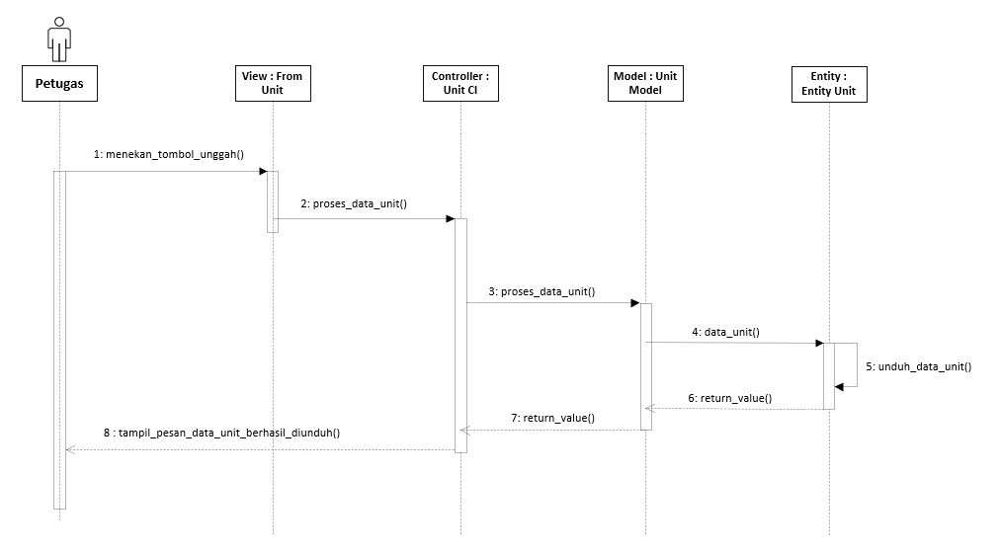 Petugas
View : From
Unit
Controller :
Unit CI
Model : Unit
Model
Entity :
Entity Unit
1: menekan_tombol_unggah()
2: proses_data_unit()
3: proses_data_unit()
4: data_unit()
5: unduh_data_unit()
6: return_value()
7: return_value()
8 : tampil_pesan_data_unit_berhasil_diunduh()